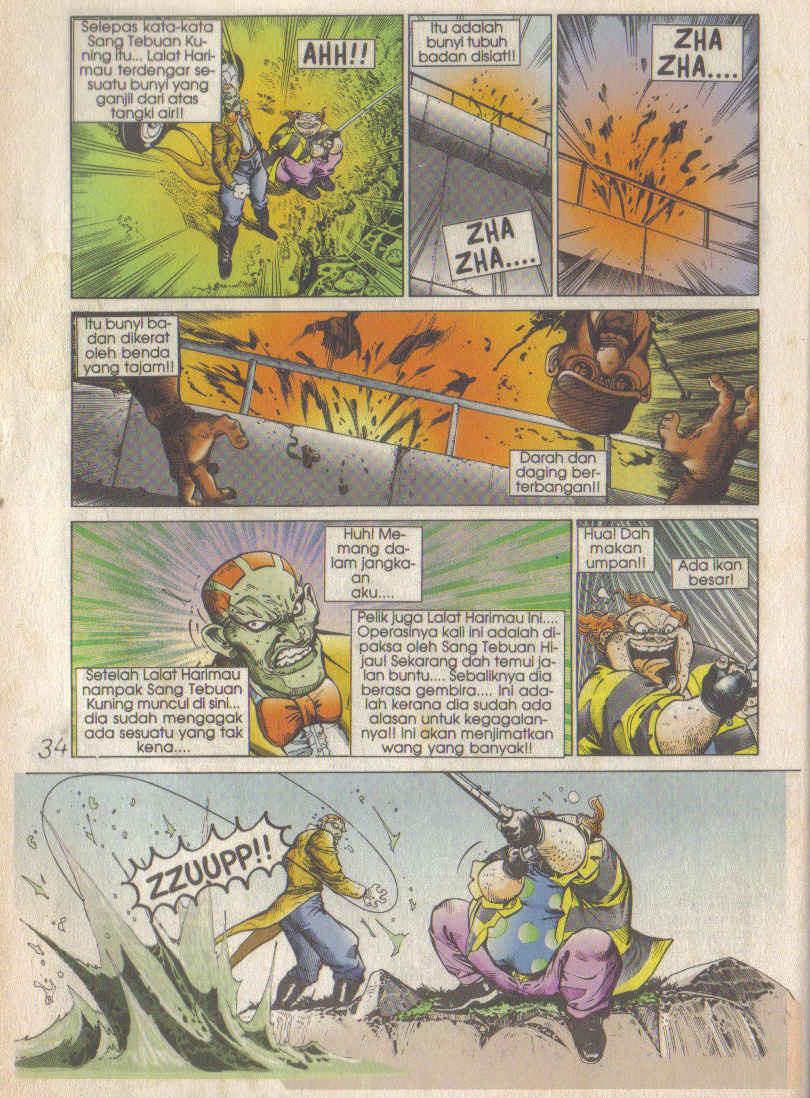 Selepas kata-kata
Sang Tebuan Ku-
ning itu... Lalat Hari-
mau terdengar se-
suatu bunyi yang
ganjil dari atas
tangki air!!
AHH!!
Itu adalah
bunyi tubuh
badan disiat!!
ZHA
ZHA....
ZHA
ZHA....
Itu bunyi ba-
dan dikerat
oleh benda
yang tajam!!
Darah dan
daging ber-
terbangan!!
Huh! Me-
mang da-
lam jangka-
an
aku....
Setelah Lalat Harimau
nampak Sang Tebuan
Kuning muncul di sini...
dia sudah mengagak
ada sesuatu yang tak
kena....
Pelik juga Lalat Harimau ini....
Operasinya kali ini adalah di-
paksa oleh Sang Tebuan Hi-
jau! Sekarang dah temui ja-
lan buntu.... Sebaliknya dia
berasa gembira.... Ini ada-
lah kerana dia sudah ada
alasan untuk kegagalan-
nya!! Ini akan menjimatkan
wang yang banyak!!
Hua! Dah
makan
umpan!!
Ada ikan
besar!
34
ZZUUPP!!